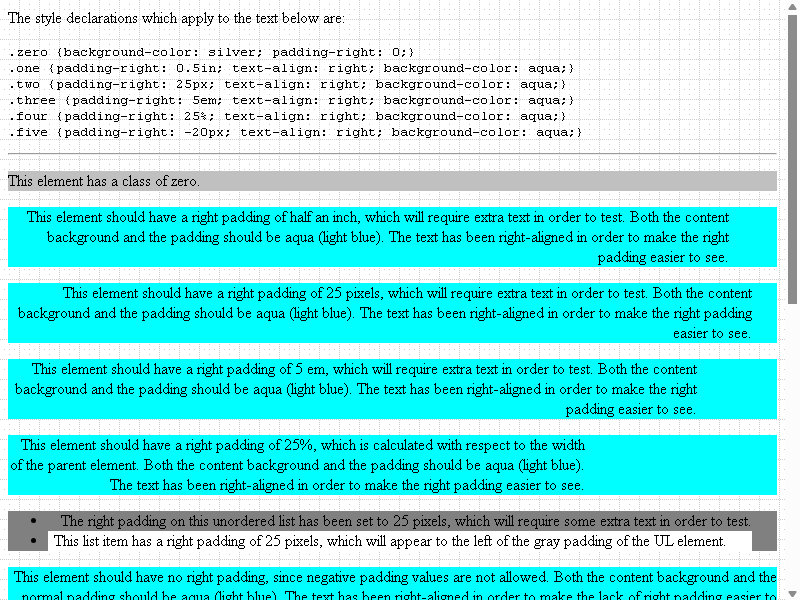 The style declarations which apply to the text below are:
.zero {background-color: silver; padding-right: 0;}
.one {padding-right: 0.5in; text-align: right; background-color: aqua;}
.two {padding-right: 25px; text-align: right; background-color: aqua;}
.three {padding-right: 5em; text-align: right; background-color: aqua;}
.four {padding-right: 25%; text-align: right; background-color: aqua;}
.five {padding-right: -20px; text-align: right; background-color: aqua;}
This element has a class of zero.
This element should have a right padding of half an inch, which will require extra text in order to test. Both the content
background and the padding should be aqua (light blue). The text has been right-aligned in order to make the right
padding easier to see.
This element should have a right padding of 25 pixels, which will require extra text in order to test. Both the content
background and the padding should be aqua (light blue). The text has been right-aligned in order to make the right padding
easier to see.
This element should have a right padding of 5 em, which will require extra text in order to test. Both the content
background and the padding should be aqua (light blue). The text has been right-aligned in order to make the right
padding easier to see.
This element should have a right padding of 25%, which is calculated with respect to the width
of the parent element. Both the content background and the padding should be aqua (light blue).
The text has been right-aligned in order to make the right padding easier to see.
• The right padding on this unordered list has been set to 25 pixels, which will require some extra text in order to test.
• This list item has a right padding of 25 pixels, which will appear to the left of the gray padding of the UL element.
This element should have no right padding, since negative padding values are not allowed. Both the content background and the
normal padding should be aqua (light blue). The text has been right-aligned in order to make the lack of right padding easier to